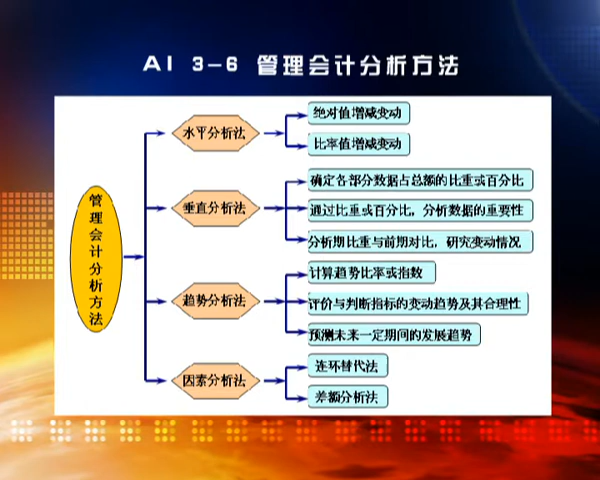 AI 3-6 管理会计分析方法
管理会计分析方法
水平分析法
绝对值增减变动
比率值增减变动
垂直分析法
确定各部分数据占总额的比重或百分比
通过比重或百分比，分析数据的重要性
分析期比重与前期对比，研究变动情况
趋势分析法
计算趋势比率或指数
评价与判断指标的变动趋势及其合理性
预测未来一定期间的发展趋势
因素分析法
连环替代法
差额分析法